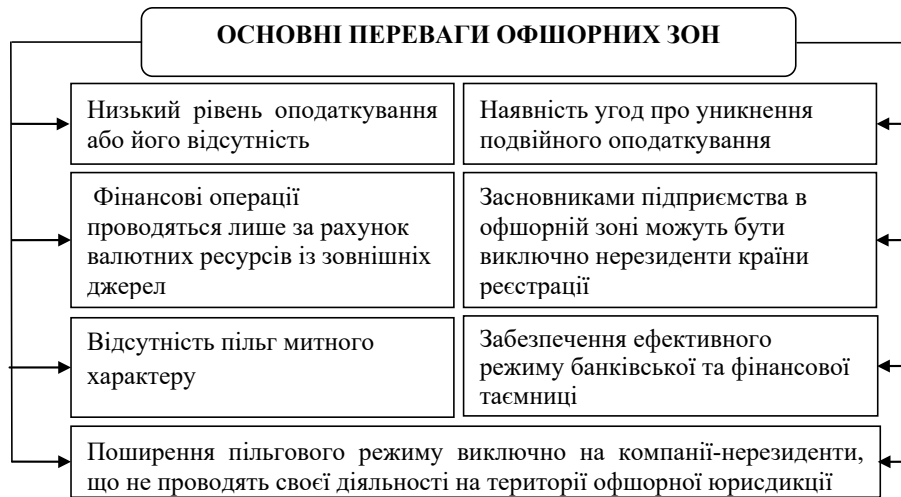 ОСНОВНІ ПЕРЕВАГИ ОФШОРНИХ ЗОН
Низький рівень оподаткування
або його відсутність
Наявність угод про уникнення
подвійного оподаткування
Фінансові операції
проводяться лише за рахунок
валютних ресурсів із зовнішніх
джерел
Засновниками підприємства в
офшорній зоні можуть бути
виключно нерезиденти країни
реєстрації
Відсутність пільг митного
характеру
Забезпечення ефективного
режиму банківської та фінансової
таємниці
Поширення пільгового режиму виключно на компанії-нерезиденти,
що не проводять своєї діяльності на території офшорної юрисдикції